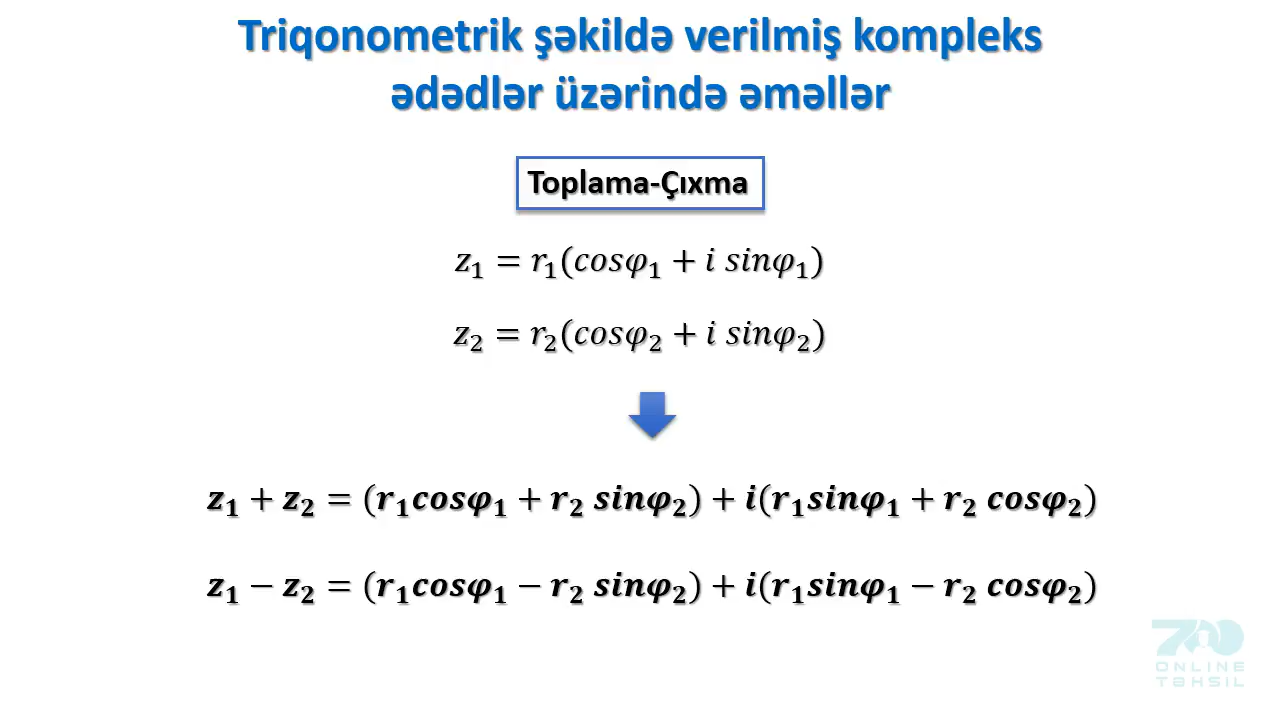 Triqonometrik şəkildə verilmiş kompleks
ədədlər üzərində əməllər
Toplama-Çıxma
z₁ = r₁(cosφ₁ + i sinφ₁)
z₂ = r₂(cosφ₂ + i sinφ₂)
z₁ + z₂ = (r₁cosφ₁ + r₂ sinφ₂) + i(r₁sinφ₁ + r₂ cosφ₂)
z₁ − z₂ = (r₁cosφ₁ − r₂ sinφ₂) + i(r₁sinφ₁ − r₂ cosφ₂)
ONLINE
TƏHSIL